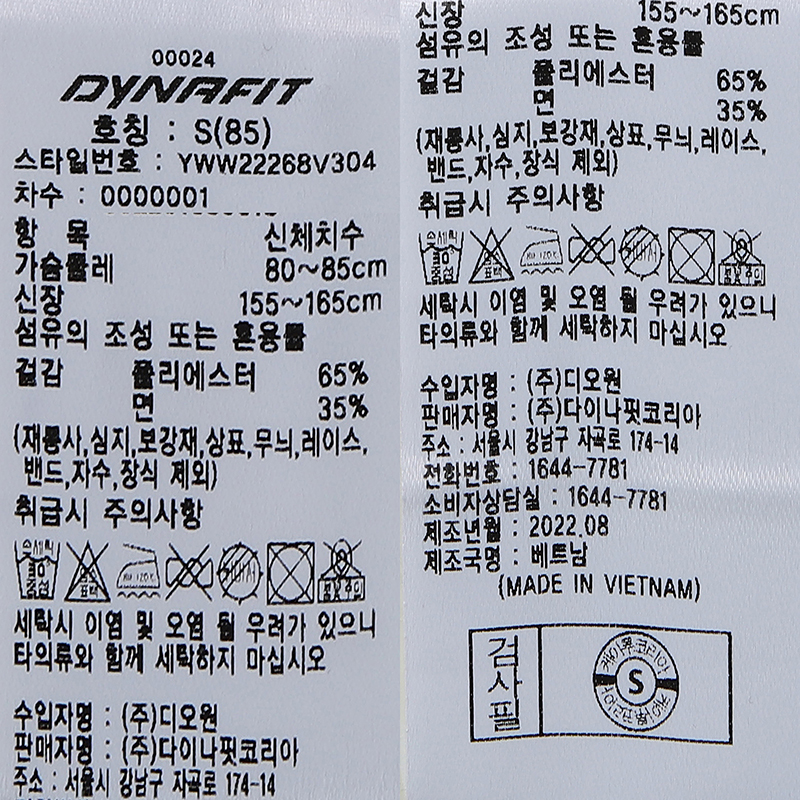 00024
DYNAFIT
호칭 : S(85)
스타일번호 : YWW22268V304
차수 : 0000001
항 목 신체치수
가슴둘레 80~85cm
신장 155~165cm
섬유의 조성 또는 혼용률
겉감 폴리에스터 65%
면 35%
(재봉사,심지,보강재,상표,무늬,레이스,
밴드,자수,장식 제외)
취급시 주의사항
손세탁
중성
세탁시 이염 및 오염 될 우려가 있으니
타의류와 함께 세탁하지 마십시오
수입자명 : (주)디오원
판매자명 : (주)다이나핏코리아
주소 : 서울시 강남구 자곡로 174-14
신장 155~165cm
섬유의 조성 또는 혼용률
겉감 폴리에스터 65%
면 35%
(재봉사,심지,보강재,상표,무늬,레이스,
밴드,자수,장식 제외)
취급시 주의사항
손세탁
중성
세탁시 이염 및 오염 될 우려가 있으니
타의류와 함께 세탁하지 마십시오
수입자명 : (주)디오원
판매자명 : (주)다이나핏코리아
주소 : 서울시 강남구 자곡로 174-14
전화번호 : 1644-7781
소비자상담실 : 1644-7781
제조년월 : 2022.08
제조국명 : 베트남
(MADE IN VIETNAM)
검사필
S